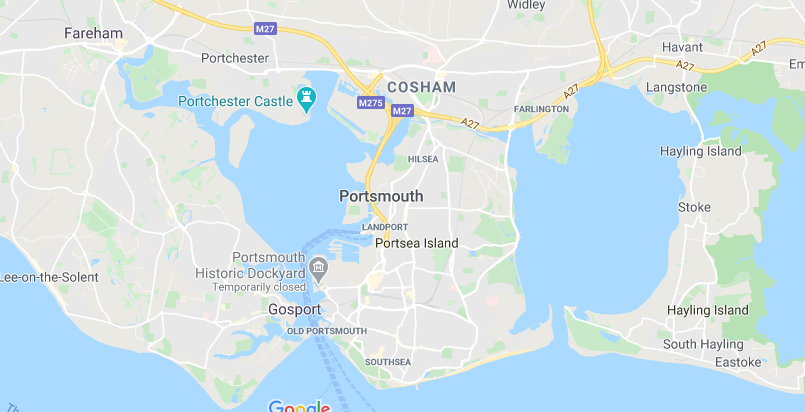 Widley
Fareham
M27
Havant
A27
Em
Portchester
COSHAM
Langstone
Portchester Castle
M275
M27
A27
FARLINGTON
A27
HILSEA
Hayling Island
Portsmouth
Stoke
LANDPORT
Portsea Island
Portsmouth
Historic Dockyard
Temporarily closed
Lee-on-the-Solent
Gosport
Hayling Island
OLD PORTSMOUTH
South Hayling
SOUTHSEA
Eastoke
Google